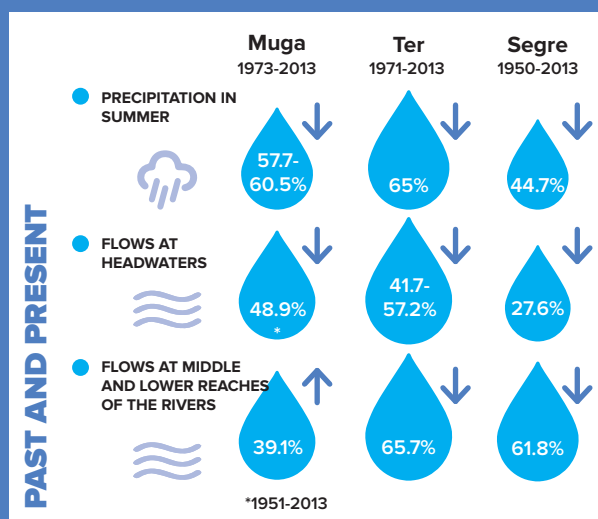 PAST AND PRESENT
Muga
1973-2013
Ter
1971-2013
Segre
1950-2013
PRECIPITATION IN
SUMMER
57.7-
60.5%
65%
44.7%
FLOWS AT
HEADWATERS
48.9%
*
41.7-
57.2%
27.6%
FLOWS AT MIDDLE
AND LOWER REACHES
OF THE RIVERS
39.1%
65.7%
61.8%
*1951-2013